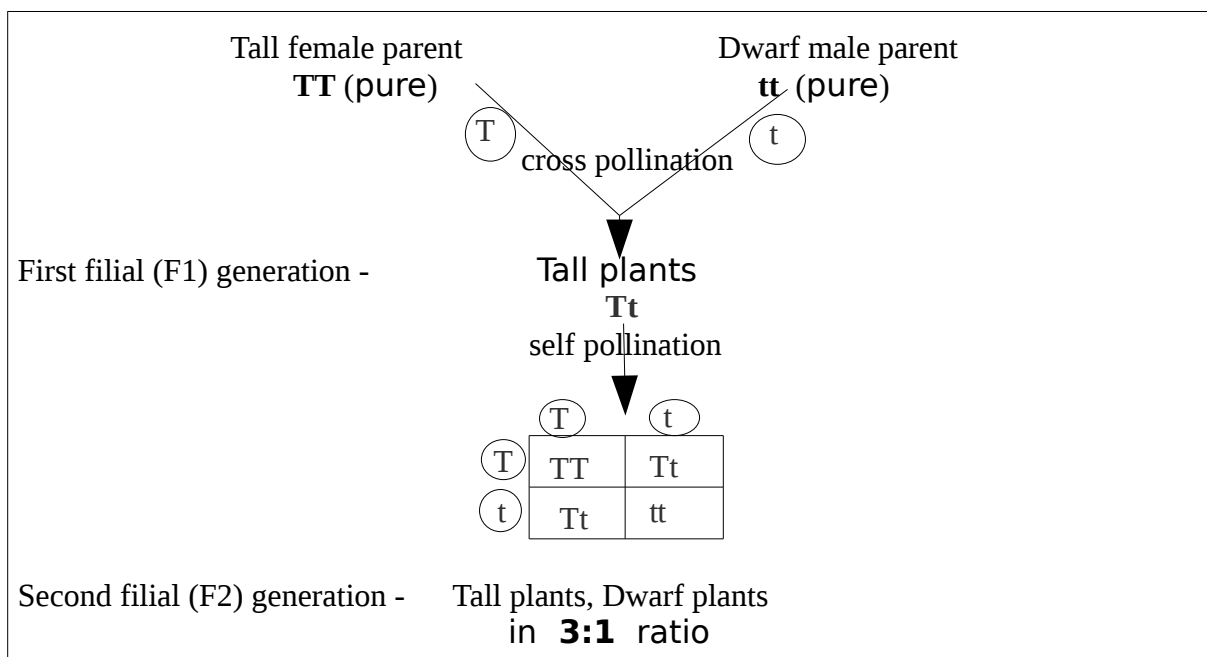 Tall female parent Dwarf male parent
TT (pure) tt (pure)
T t
cross pollination
First filial (F1) generation - Tall plants
Tt
self pollination
T t
T TT Tt
t Tt tt
Second filial (F2) generation - Tall plants, Dwarf plants
in 3:1 ratio